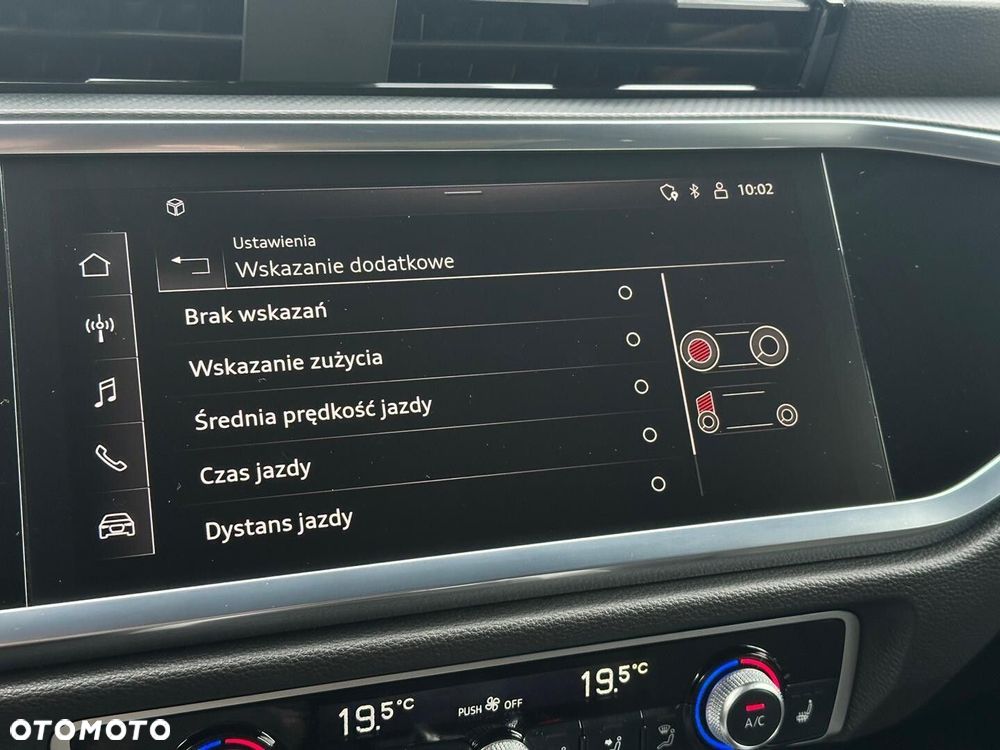 10:02
Ustawienia
Wskazanie dodatkowe
Brak wskazań
Wskazanie zużycia
Średnia prędkość jazdy
Czas jazdy
Dystans jazdy
19.5°C
PUSH OFF
19.5°C
A/C
OTOMOTO